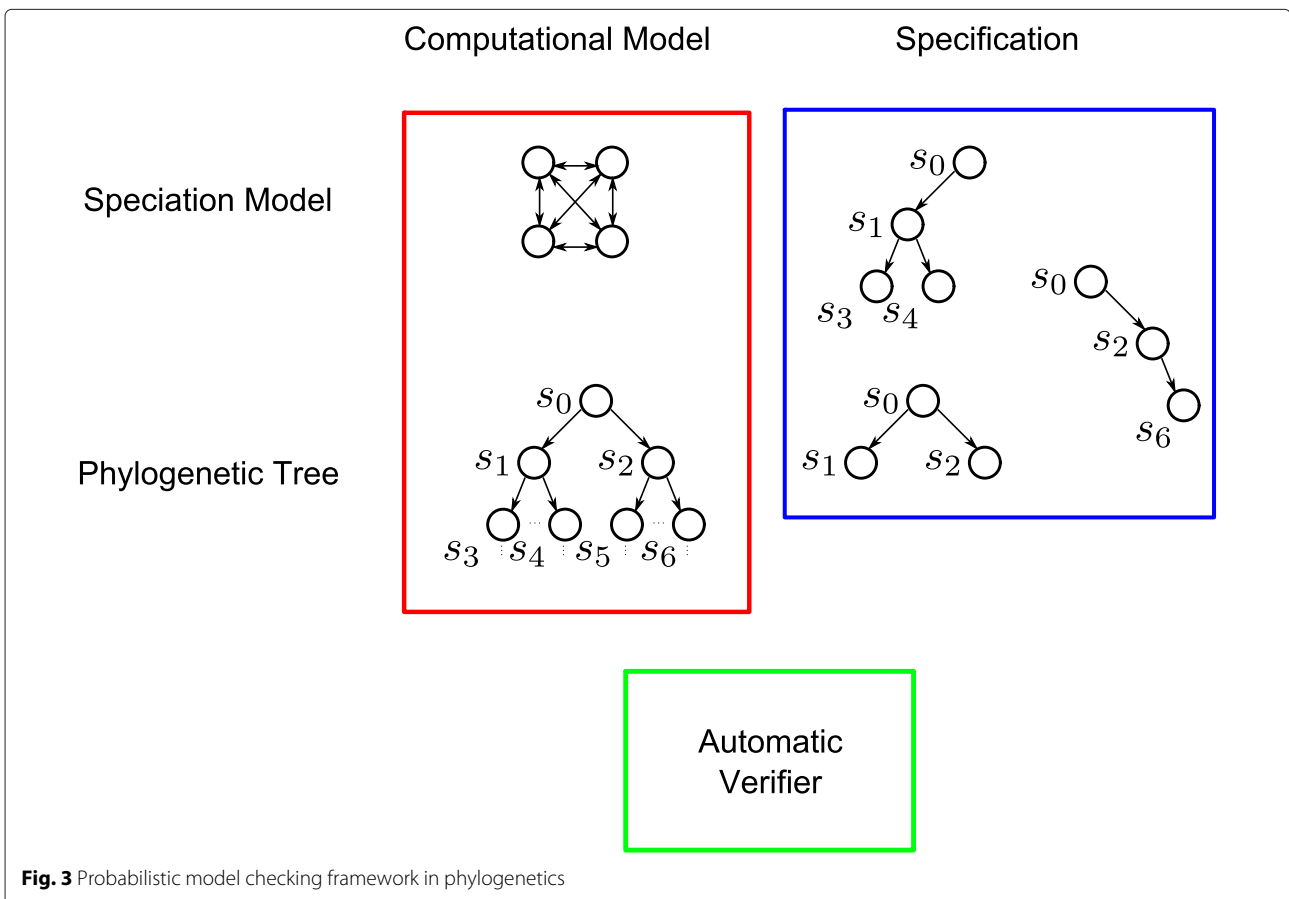 Computational Model
Specification
Speciation Model
s0
s1
s3 s4
s0
s2
s6
Phylogenetic Tree
s0
s1 s2
s3 s4 s5 s6
s0
s1 s2
Automatic
Verifier
Fig. 3 Probabilistic model checking framework in phylogenetics